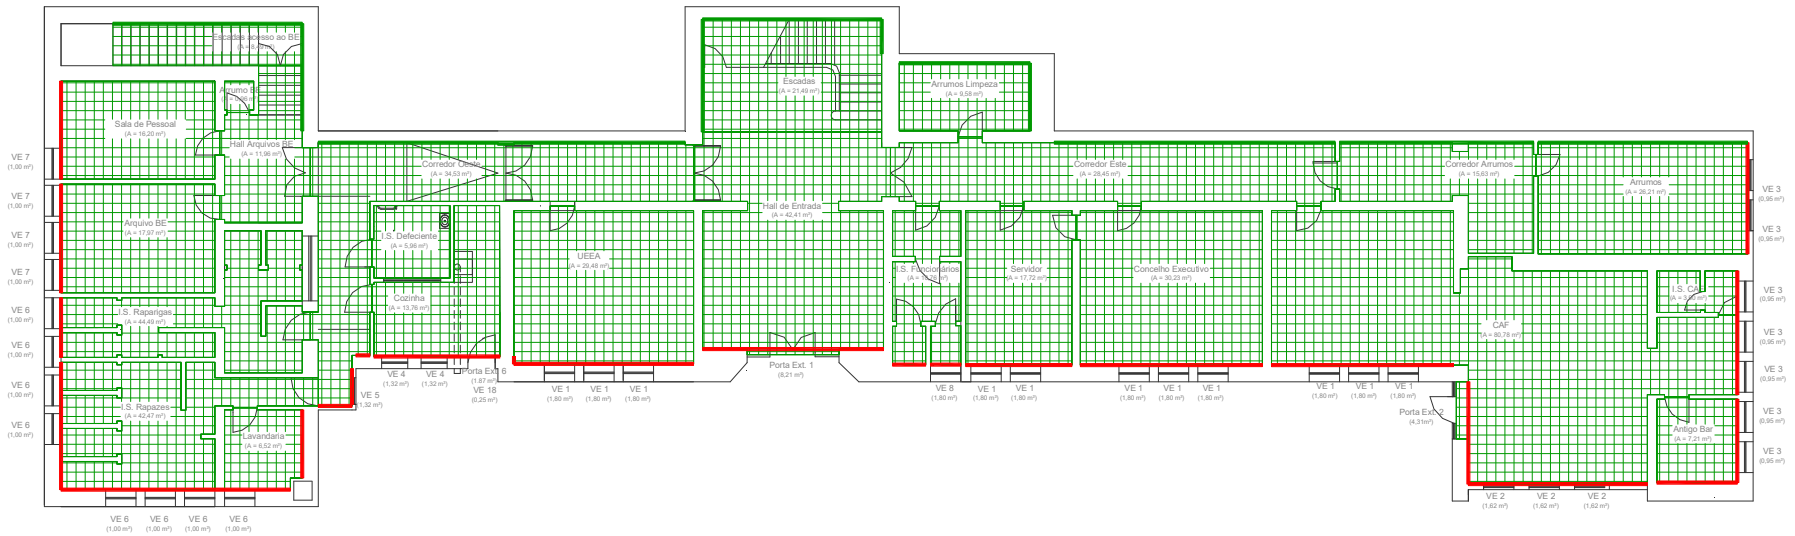 Escadas acesso ao BE
Escadas
(A = 21,49 m²)
Arrumos Limpeza
(A = 9,58 m²)
Arrumo BE
Sala de Pessoal
(A = 16,20 m²)
Hall Arquivos BE
(A = 11,96 m²)
Corredor Oeste
(A = 34,53 m²)
Corredor Este
(A = 28,45 m²)
Corredor Arrumos
(A = 15,63 m²)
Arrumos
(A = 26,21 m²)
VE 7
(1,00 m²)
VE 7
(1,00 m²)
VE 7
(1,00 m²)
VE 6
(1,00 m²)
VE 6
(1,00 m²)
VE 6
(1,00 m²)
VE 6
(1,00 m²)
VE 3
(0,95 m²)
VE 3
(0,95 m²)
VE 3
(0,95 m²)
VE 3
(0,95 m²)
VE 3
(0,95 m²)
VE 3
(0,95 m²)
VE 3
(0,95 m²)
Arquivo BE
(A = 17,97 m²)
I.S. Defeciente
(A = 5,96 m²)
Hall de Entrada
(A = 42,41 m²)
UEEA
(A = 29,48 m²)
I.S. Funcionários
Servidor
(A = 17,72 m²)
Concelho Executivo
(A = 30,23 m²)
I.S. CAF
Cozinha
(A = 13,76 m²)
I.S. Raparigas
(A = 44,49 m²)
CAF
(A = 80,78 m²)
Porta Ext. 1
(8,21 m²)
VE 4
(1,32 m²)
VE 4
(1,32 m²)
Porta Ext. 6
(1,87 m²)
VE 18
(0,25 m²)
VE 5
(1,32 m²)
VE 1
(1,80 m²)
VE 1
(1,80 m²)
VE 1
(1,80 m²)
VE 8
(1,80 m²)
VE 1
(1,80 m²)
VE 1
(1,80 m²)
VE 1
(1,80 m²)
VE 1
(1,80 m²)
VE 1
(1,80 m²)
VE 1
(1,80 m²)
VE 1
(1,80 m²)
VE 1
(1,80 m²)
I.S. Rapazes
(A = 42,47 m²)
Porta Ext. 2
(4,31m²)
Lavandaria
(A = 6,52 m²)
Antigo Bar
(A = 7,21 m²)
VE 2
(1,62 m²)
VE 2
(1,62 m²)
VE 2
(1,62 m²)
VE 6
(1,00 m²)
VE 6
(1,00 m²)
VE 6
(1,00 m²)
VE 6
(1,00 m²)